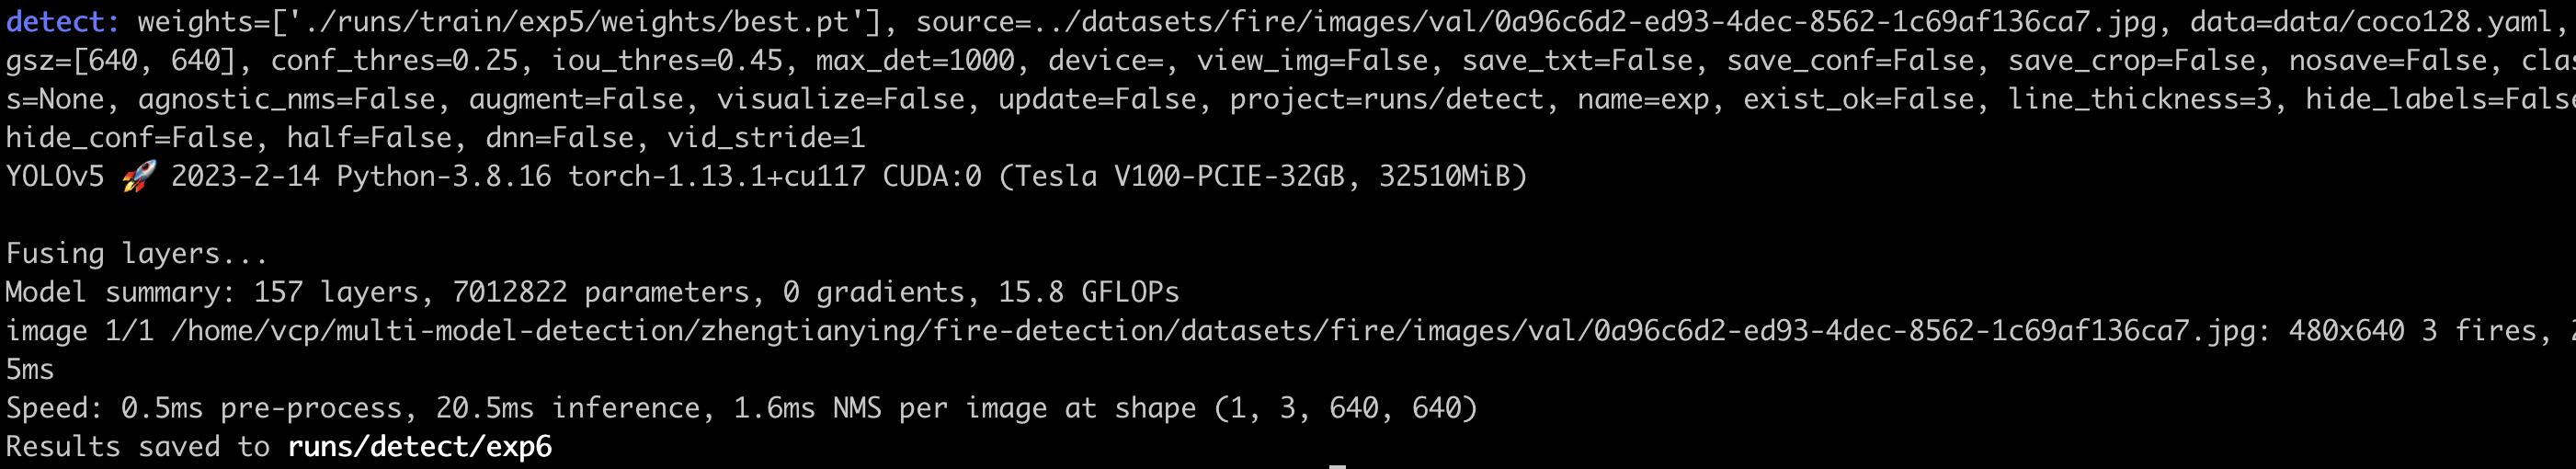 detect: weights=['./runs/train/exp5/weights/best.pt'], source=../datasets/fire/images/val/0a96c6d2-ed93-4dec-8562-1c69af136ca7.jpg, data=data/coco128.yaml,
gsz=[640, 640], conf_thres=0.25, iou_thres=0.45, max_det=1000, device=, view_img=False, save_txt=False, save_conf=False, save_crop=False, nosave=False, clas
s=None, agnostic_nms=False, augment=False, visualize=False, update=False, project=runs/detect, name=exp, exist_ok=False, line_thickness=3, hide_labels=False
hide_conf=False, half=False, dnn=False, vid_stride=1
YOLOv5 🚀 2023-2-14 Python-3.8.16 torch-1.13.1+cu117 CUDA:0 (Tesla V100-PCIE-32GB, 32510MiB)
Fusing layers...
Model summary: 157 layers, 7012822 parameters, 0 gradients, 15.8 GFLOPs
image 1/1 /home/vcp/multi-model-detection/zhengtianying/fire-detection/datasets/fire/images/val/0a96c6d2-ed93-4dec-8562-1c69af136ca7.jpg: 480x640 3 fires, 2
5ms
Speed: 0.5ms pre-process, 20.5ms inference, 1.6ms NMS per image at shape (1, 3, 640, 640)
Results saved to runs/detect/exp6